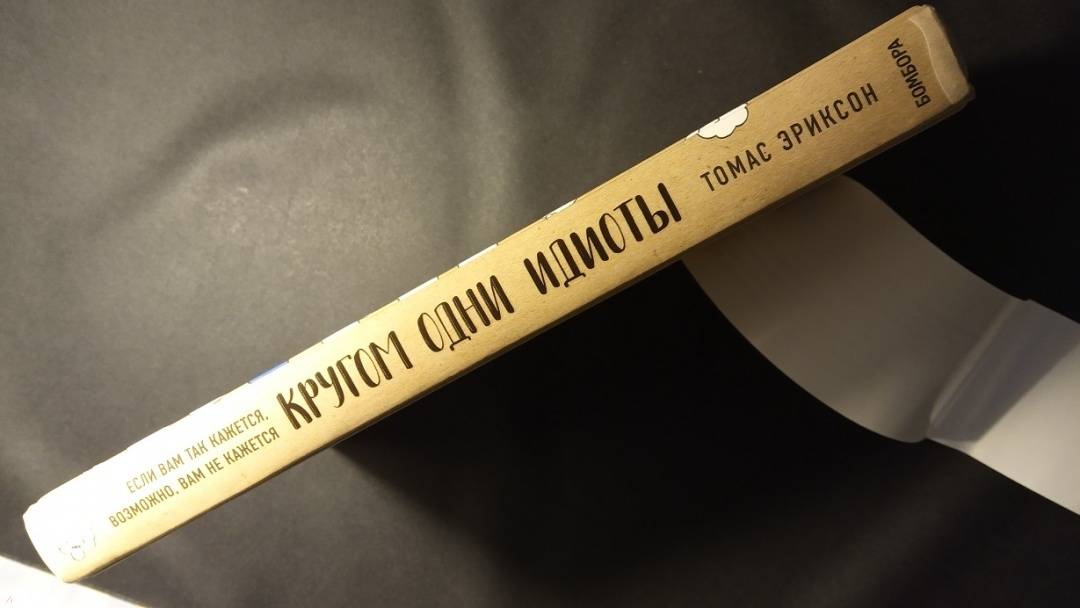 ЕСЛИ ВАМ ТАК КАЖЕТСЯ,
ВОЗМОЖНО, ВАМ НЕ КАЖЕТСЯ
КРУГОМ ОДНИ ИДИОТЫ
ТОМАС ЭРИКСОН
БОМБОРА